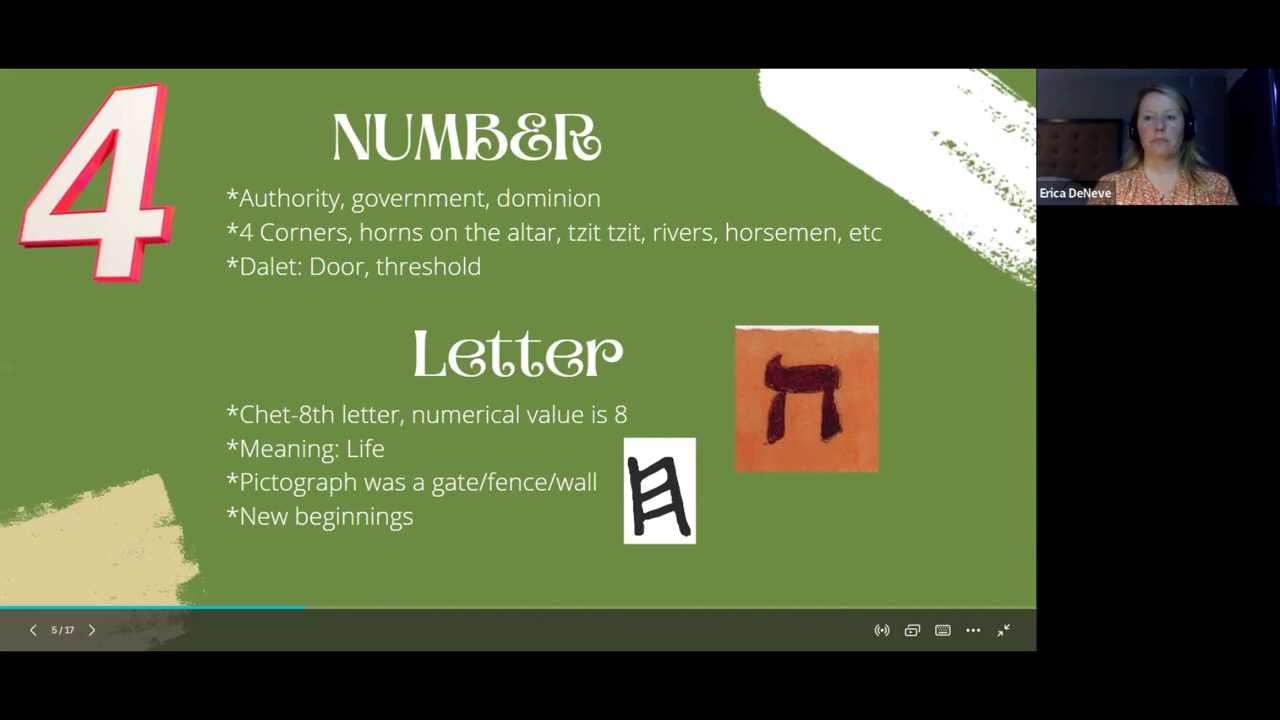 4
NUMBER
*Authority, government, dominion
*4 Corners, horns on the altar, tzit tzit, rivers, horsemen, etc
*Dalet: Door, threshold
Letter
*Chet-8th letter, numerical value is 8
*Meaning: Life
*Pictograph was a gate/fence/wall
*New beginnings
ח
5 / 17
Erica DeNeve